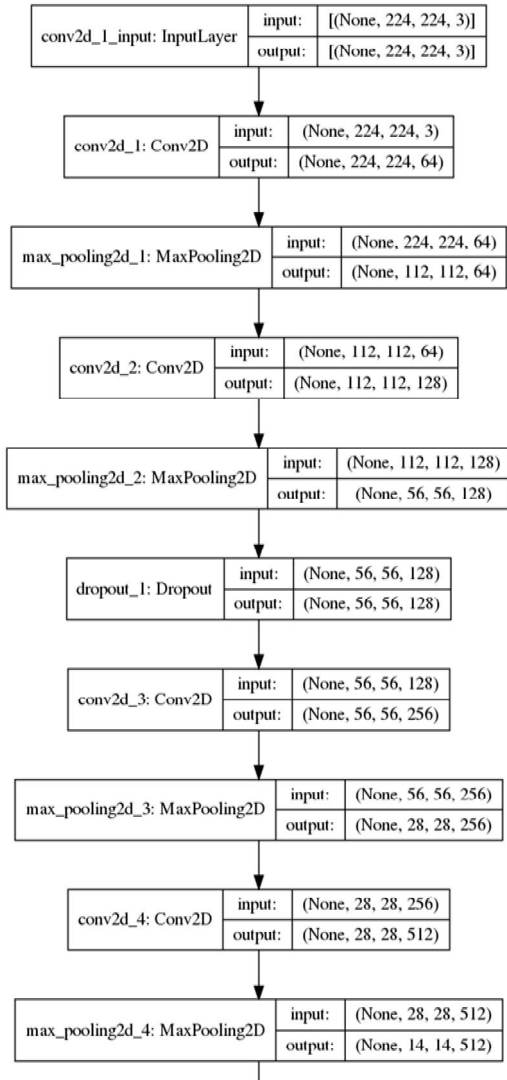 conv2d_1_input: InputLayer
input: [(None, 224, 224, 3)]
output: [(None, 224, 224, 3)]
conv2d_1: Conv2D
input: (None, 224, 224, 3)
output: (None, 224, 224, 64)
max_pooling2d_1: MaxPooling2D
input: (None, 224, 224, 64)
output: (None, 112, 112, 64)
conv2d_2: Conv2D
input: (None, 112, 112, 64)
output: (None, 112, 112, 128)
max_pooling2d_2: MaxPooling2D
input: (None, 112, 112, 128)
output: (None, 56, 56, 128)
dropout_1: Dropout
input: (None, 56, 56, 128)
output: (None, 56, 56, 128)
conv2d_3: Conv2D
input: (None, 56, 56, 128)
output: (None, 56, 56, 256)
max_pooling2d_3: MaxPooling2D
input: (None, 56, 56, 256)
output: (None, 28, 28, 256)
conv2d_4: Conv2D
input: (None, 28, 28, 256)
output: (None, 28, 28, 512)
max_pooling2d_4: MaxPooling2D
input: (None, 28, 28, 512)
output: (None, 14, 14, 512)